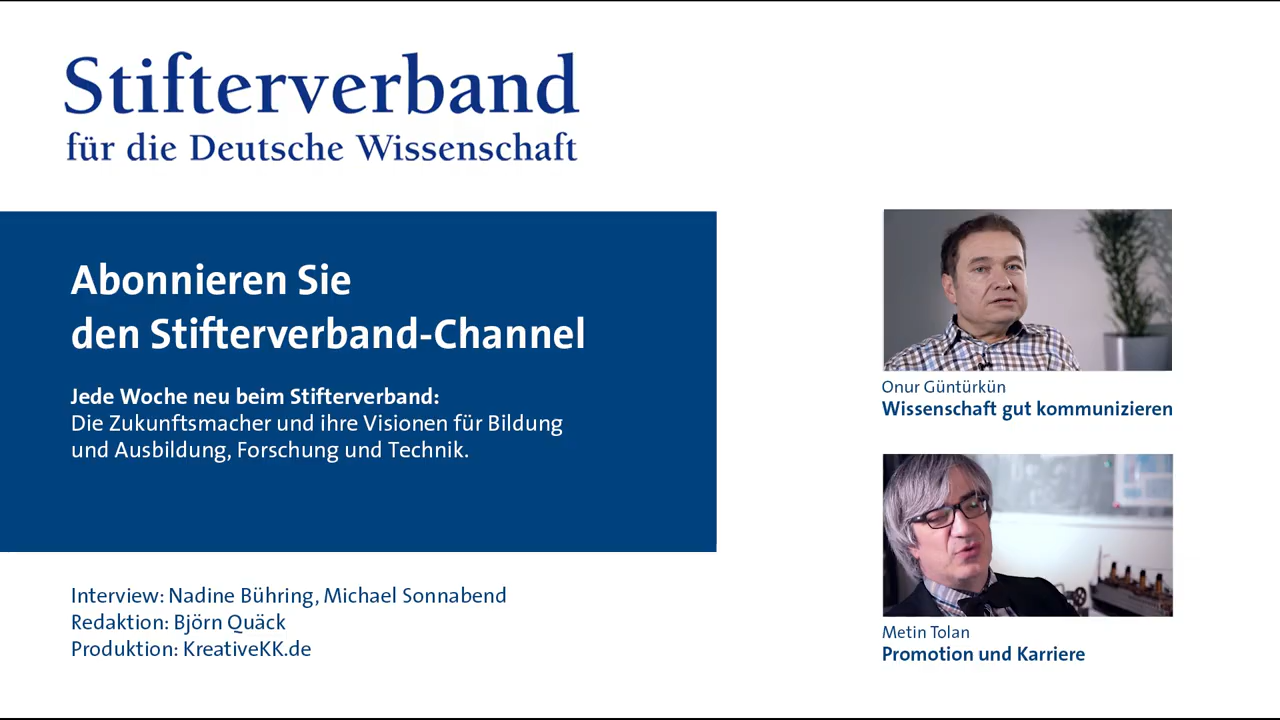 Stifterverband
für die Deutsche Wissenschaft
Abonnieren Sie
den Stifterverband-Channel
Jede Woche neu beim Stifterverband:
Die Zukunftsmacher und ihre Visionen für Bildung
und Ausbildung, Forschung und Technik.
Interview: Nadine Bühring, Michael Sonnabend
Redaktion: Björn Quäck
Produktion: KreativeKK.de
Onur Güntürkün
Wissenschaft gut kommunizieren
Metin Tolan
Promotion und Karriere